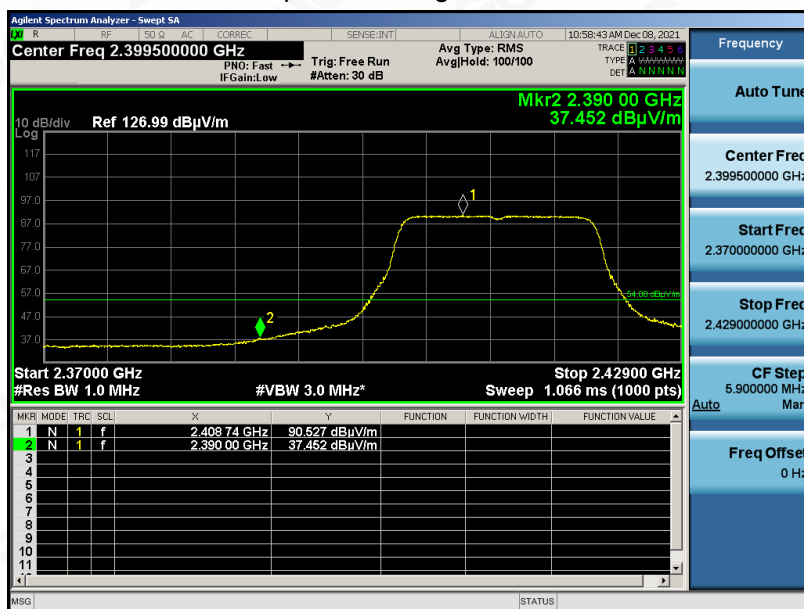 Agilent Spectrum Analyzer - Swept SA
LXI R RF 50 Ω AC CORREC SENSE:INT ALIGN AUTO 10:58:43 AM Dec 08, 2021
Center Freq 2.399500000 GHz
PNO: Fast
IFGain:Low
Trig: Free Run
#Atten: 30 dB
Avg Type: RMS
Avg|Hold: 100/100
TRACE 1 2 3 4 5 6
TYPE A WWWWW
DET A N N N N N
Mkr2 2.390 00 GHz
37.452 dBµV/m
10 dB/div Ref 126.99 dBµV/m
Log
117
107
97.0
87.0
77.0
67.0
57.0
47.0
37.0
1
2
54.00 dBµV/m
Start 2.37000 GHz Stop 2.42900 GHz
#Res BW 1.0 MHz #VBW 3.0 MHz* Sweep 1.066 ms (1000 pts)
MKR MODE TRC SCL X Y FUNCTION FUNCTION WIDTH FUNCTION VALUE
1 N 1 f 2.408 74 GHz 90.527 dBµV/m
2 N 1 f 2.390 00 GHz 37.452 dBµV/m
3
4
5
6
7
8
9
10
11
MSG STATUS
Frequency
Auto Tune
Center Freq
2.399500000 GHz
Start Freq
2.370000000 GHz
Stop Freq
2.429000000 GHz
CF Step
5.900000 MHz
Auto Man
Freq Offset
0 Hz